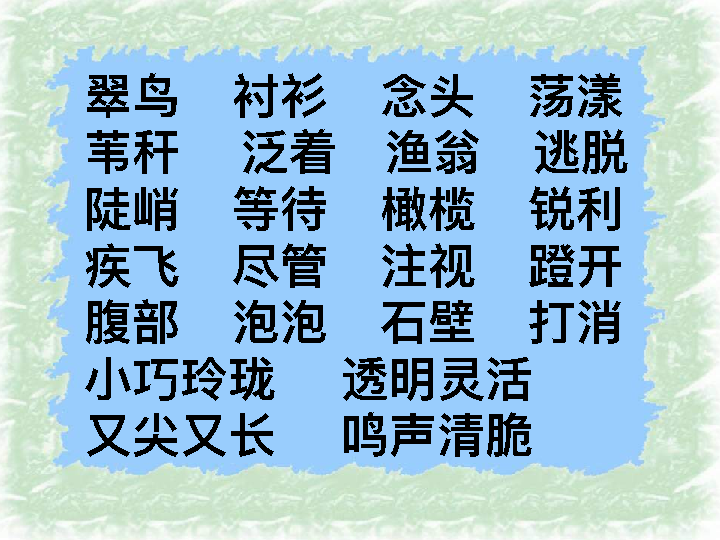 翠鸟 衬衫 念头 荡漾
苇秆 泛着 渔翁 逃脱
陡峭 等待 橄榄 锐利
疾飞 尽管 注视 蹬开
腹部 泡泡 石壁 打消
小巧玲珑 透明灵活
又尖又长 鸣声清脆